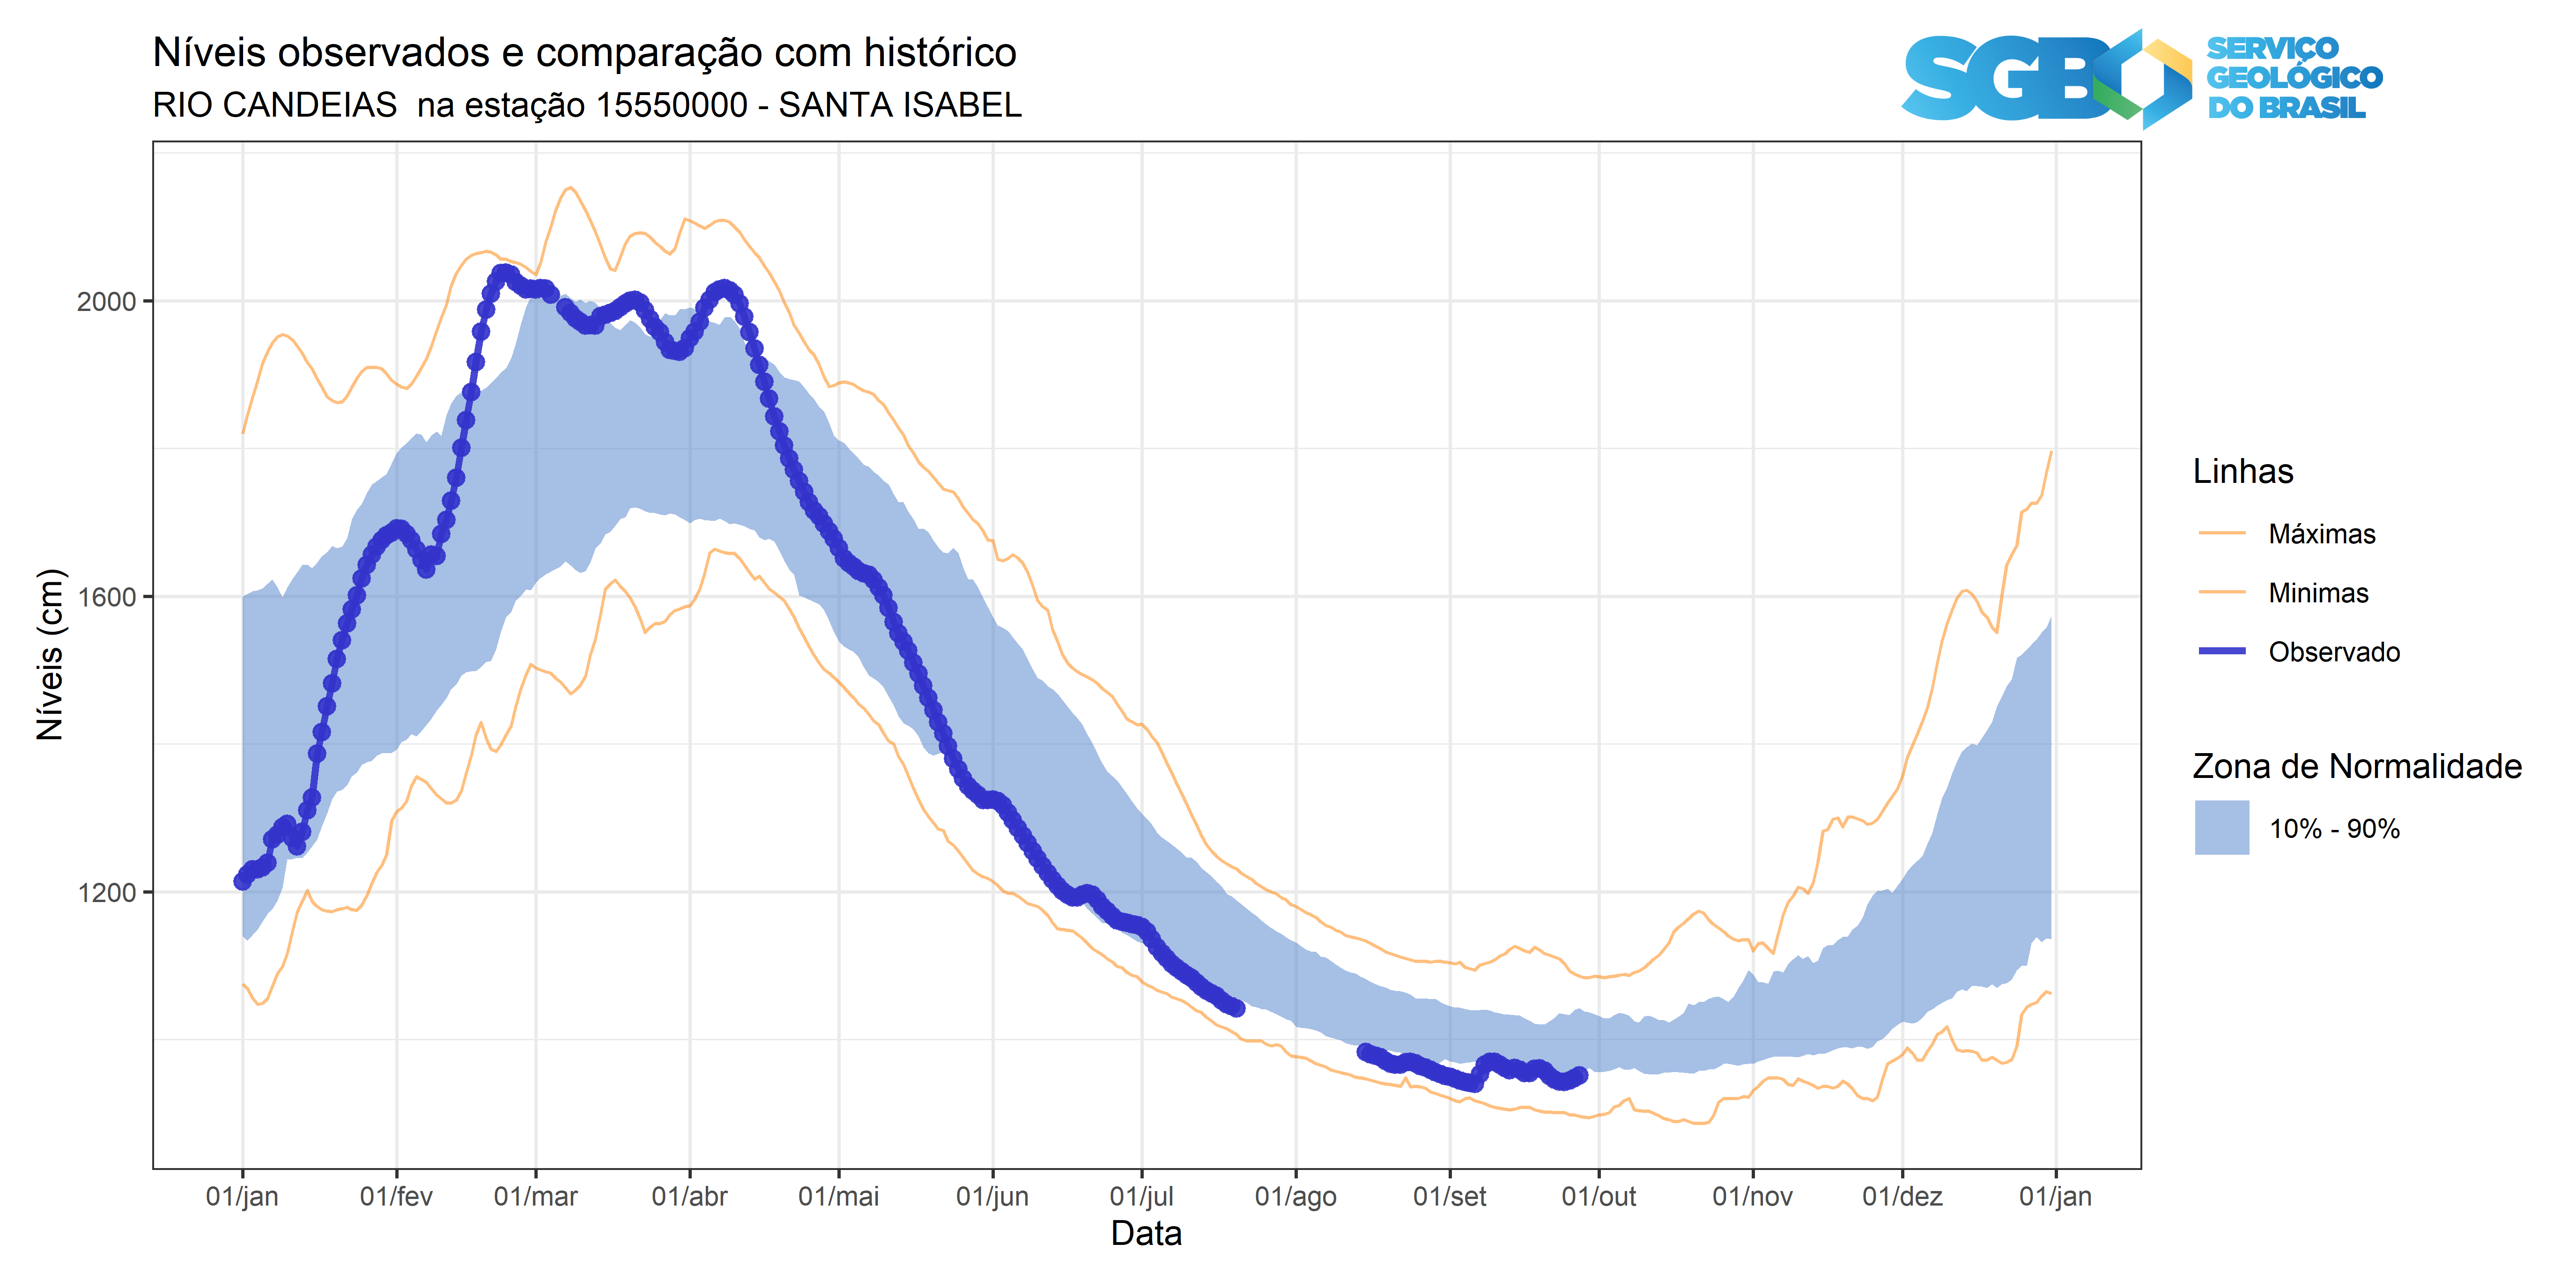 Níveis observados e comparação com histórico
RIO CANDEIAS  na estação 15550000 - SANTA ISABEL
SGB
SERVIÇO
GEOLÓGICO
DO BRASIL
Níveis (cm)
2000
1600
1200
01/jan
01/fev
01/mar
01/abr
01/mai
01/jun
01/jul
01/ago
01/set
01/out
01/nov
01/dez
01/jan
Data
Linhas
Máximas
Minimas
Observado
Zona de Normalidade
10% - 90%